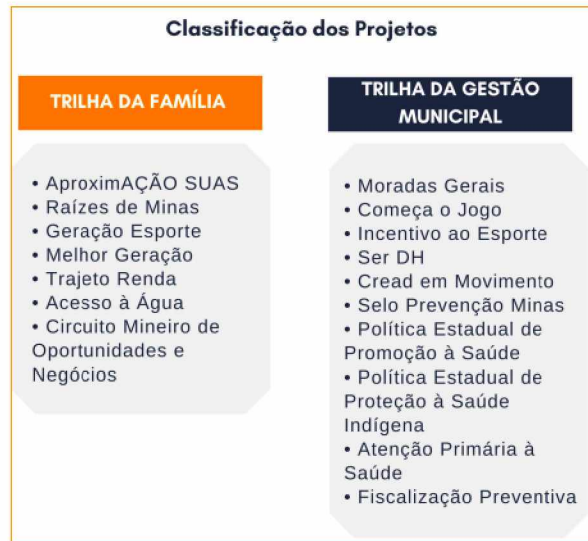 Classificação dos Projetos
TRILHA DA FAMÍLIA
• AproximAÇÃO SUAS
• Raízes de Minas
• Geração Esporte
• Melhor Geração
• Trajeto Renda
• Acesso à Água
• Circuito Mineiro de
Oportunidades e
Negócios
TRILHA DA GESTÃO
MUNICIPAL
• Moradas Gerais
• Começa o Jogo
• Incentivo ao Esporte
• Ser DH
• Cread em Movimento
• Selo Prevenção Minas
• Política Estadual de
Promoção à Saúde
• Política Estadual de
Proteção à Saúde
Indígena
• Atenção Primária à
Saúde
• Fiscalização Preventiva